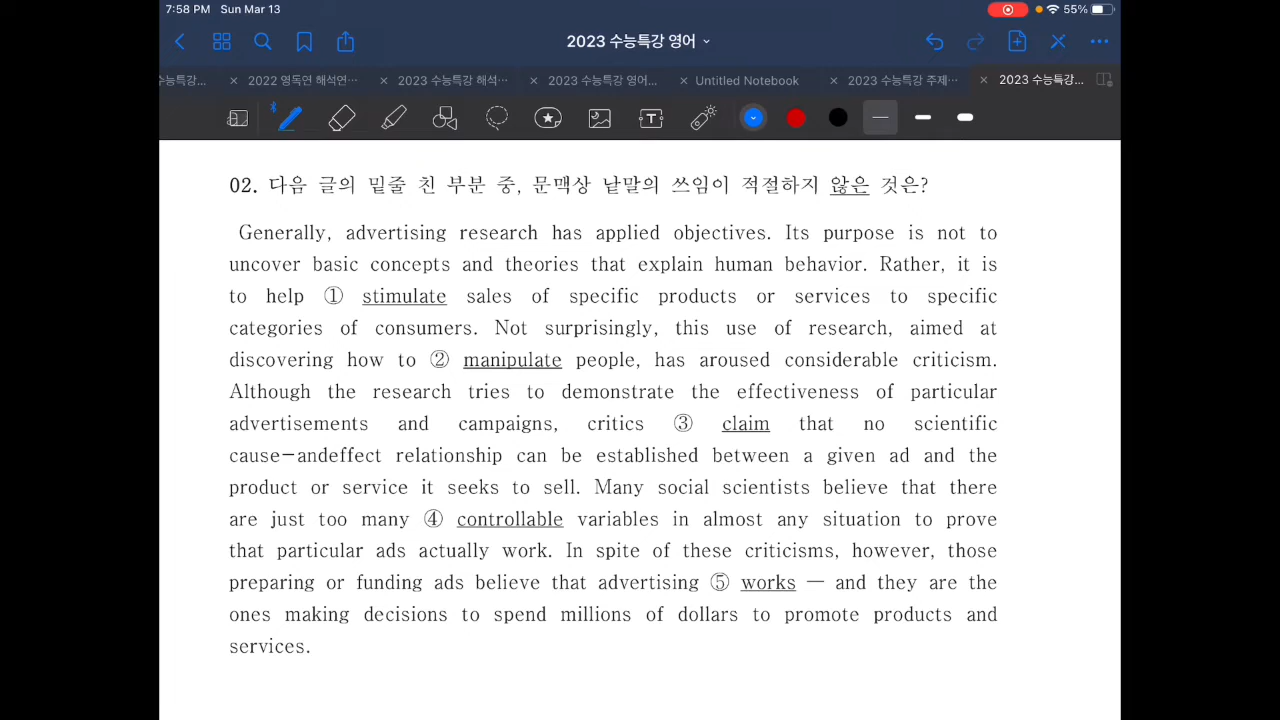 7:58 PM Sun Mar 13
55%
2023 수능특강 영어
수능특강...
2022 영독연 해석연...
2023 수능특강 해석...
2023 수능특강 영어...
Untitled Notebook
2023 수능특강 주제...
2023 수능특강...
02. 다음 글의 밑줄 친 부분 중, 문맥상 낱말의 쓰임이 적절하지 않은 것은?
Generally, advertising research has applied objectives. Its purpose is not to
uncover basic concepts and theories that explain human behavior. Rather, it is
to help ① stimulate sales of specific products or services to specific
categories of consumers. Not surprisingly, this use of research, aimed at
discovering how to ② manipulate people, has aroused considerable criticism.
Although the research tries to demonstrate the effectiveness of particular
advertisements and campaigns, critics ③ claim that no scientific
cause-andeffect relationship can be established between a given ad and the
product or service it seeks to sell. Many social scientists believe that there
are just too many ④ controllable variables in almost any situation to prove
that particular ads actually work. In spite of these criticisms, however, those
preparing or funding ads believe that advertising ⑤ works — and they are the
ones making decisions to spend millions of dollars to promote products and
services.